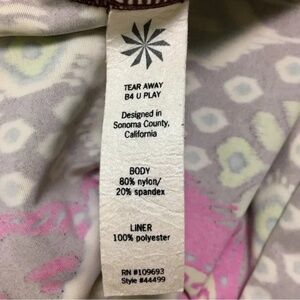 TEAR AWAY
B4 U PLAY
Designed in
Sonoma County,
California
BODY
80% nylon/
20% spandex
LINER
100% polyester
RN #109693
Style #44499